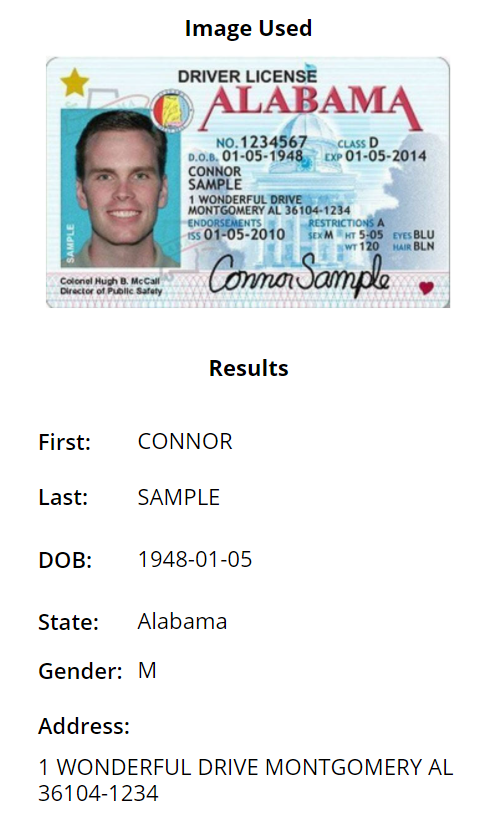 Image Used
DRIVER LICENSE
ALABAMA
NO. 1234567 CLASS D
D.O.B. 01-05-1948 EXP 01-05-2014
CONNOR
SAMPLE
1 WONDERFUL DRIVE
MONTGOMERY AL 36104-1234
ENDORSEMENTS RESTRICTIONS A
ISS 01-05-2010 SEX M HT 5-05 EYES BLU
WT 120 HAIR BLN
SAMPLE
Colonel Hugh B. McCall
Director of Public Safety
Connor Sample
Results
First: CONNOR
Last: SAMPLE
DOB: 1948-01-05
State: Alabama
Gender: M
Address:
1 WONDERFUL DRIVE MONTGOMERY AL
36104-1234